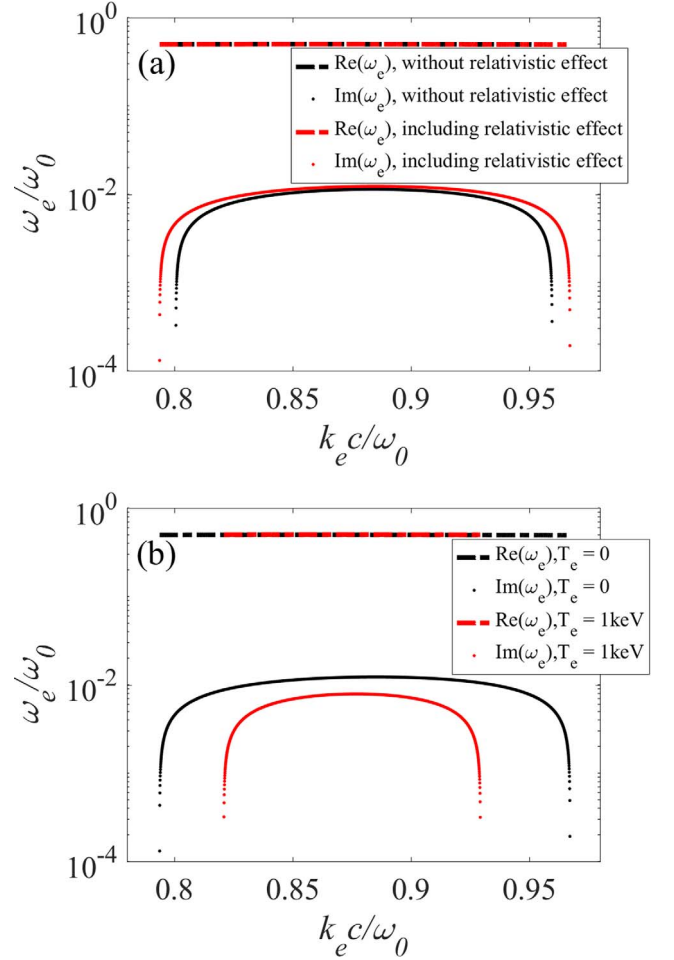 10^0
(a)
Re(ω_e), without relativistic effect
Im(ω_e), without relativistic effect
Re(ω_e), including relativistic effect
Im(ω_e), including relativistic effect
ω_e/ω_0
10^-2
10^-4
0.8 0.85 0.9 0.95
k_e c/ω_0
10^0
(b)
Re(ω_e),T_e = 0
Im(ω_e),T_e = 0
Re(ω_e),T_e = 1keV
Im(ω_e),T_e = 1keV
ω_e/ω_0
10^-2
10^-4
0.8 0.85 0.9 0.95
k_e c/ω_0